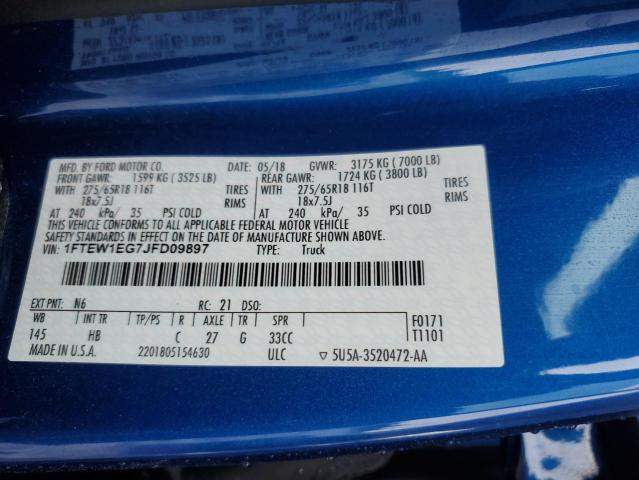 MFD. BY FORD MOTOR CO. DATE: 05/18 GVWR: 3175 KG ( 7000 LB)
FRONT GAWR: 1599 KG ( 3525 LB) REAR GAWR: 1724 KG ( 3800 LB)
WITH 275/65R18 116T TIRES WITH 275/65R18 116T TIRES
18x7.5J RIMS 18x7.5J RIMS
AT 240 kPa/ 35 PSI COLD AT 240 kPa/ 35 PSI COLD
THIS VEHICLE CONFORMS TO ALL APPLICABLE FEDERAL MOTOR VEHICLE
SAFETY STANDARDS IN EFFECT ON THE DATE OF MANUFACTURE SHOWN ABOVE.
VIN: 1FTEW1EG7JFD09897 TYPE: Truck
EXT PNT: N6 RC: 21 DSO:
WB INT TR TP/PS R AXLE TR SPR F0171
145 HB C 27 G 33CC T1101
MADE IN U.S.A. 2201805154630 ULC ▽ 5U5A-3520472-AA